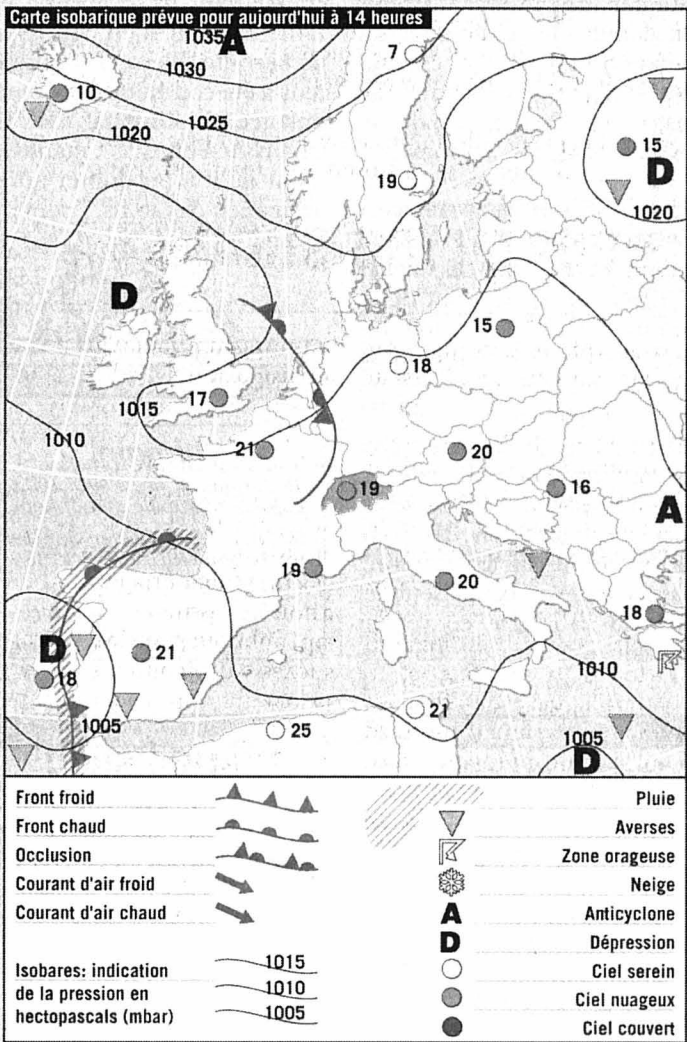 Carte isobarique prévue pour aujourd'hui à 14 heures
1035
A
7
1030
10
1025
1020
15
D
19
1020
D
15
18
1015
17
1010
21
20
19
16
A
19
20
18
D
21
1010
18
1005
21
1005
25
D
Front froid
Front chaud
Occlusion
Courant d'air froid
Courant d'air chaud
Isobares: indication
de la pression en
hectopascals (mbar)
1015
1010
1005
Pluie
Averses
Zone orageuse
Neige
A Anticyclone
D Dépression
Ciel serein
Ciel nuageux
Ciel couvert